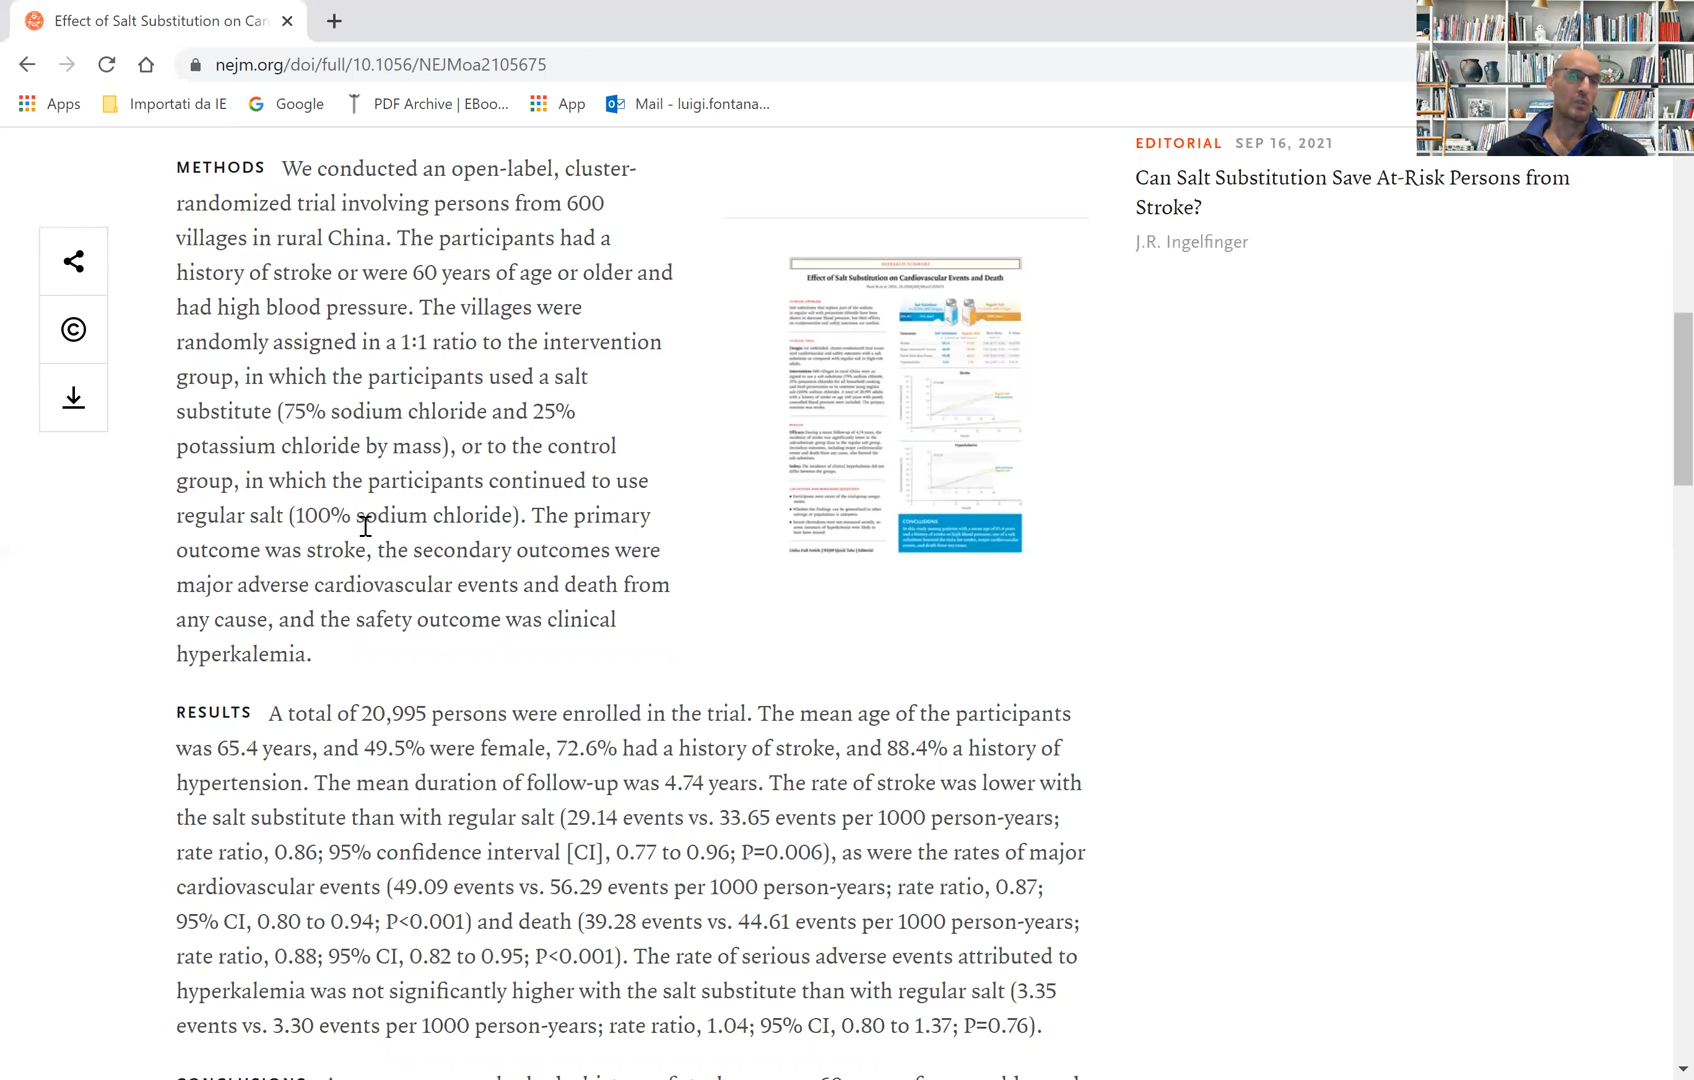 Effect of Salt Substitution on Car
nejm.org/doi/full/10.1056/NEJMoa2105675
Apps
Importati da IE
Google
PDF Archive | EBoo...
App
Mail - luigi.fontana...
METHODS We conducted an open-label, cluster-
randomized trial involving persons from 600
villages in rural China. The participants had a
history of stroke or were 60 years of age or older and
had high blood pressure. The villages were
randomly assigned in a 1:1 ratio to the intervention
group, in which the participants used a salt
substitute (75% sodium chloride and 25%
potassium chloride by mass), or to the control
group, in which the participants continued to use
regular salt (100% sodium chloride). The primary
outcome was stroke, the secondary outcomes were
major adverse cardiovascular events and death from
any cause, and the safety outcome was clinical
hyperkalemia.
RESEARCH SUMMARY
Effect of Salt Substitution on Cardiovascular Events and Death
CONCLUSIONS
EDITORIAL SEP 16, 2021
Can Salt Substitution Save At-Risk Persons from
Stroke?
J.R. Ingelfinger
RESULTS A total of 20,995 persons were enrolled in the trial. The mean age of the participants
was 65.4 years, and 49.5% were female, 72.6% had a history of stroke, and 88.4% a history of
hypertension. The mean duration of follow-up was 4.74 years. The rate of stroke was lower with
the salt substitute than with regular salt (29.14 events vs. 33.65 events per 1000 person-years;
rate ratio, 0.86; 95% confidence interval [CI], 0.77 to 0.96; P=0.006), as were the rates of major
cardiovascular events (49.09 events vs. 56.29 events per 1000 person-years; rate ratio, 0.87;
95% CI, 0.80 to 0.94; P<0.001) and death (39.28 events vs. 44.61 events per 1000 person-years;
rate ratio, 0.88; 95% CI, 0.82 to 0.95; P<0.001). The rate of serious adverse events attributed to
hyperkalemia was not significantly higher with the salt substitute than with regular salt (3.35
events vs. 3.30 events per 1000 person-years; rate ratio, 1.04; 95% CI, 0.80 to 1.37; P=0.76).